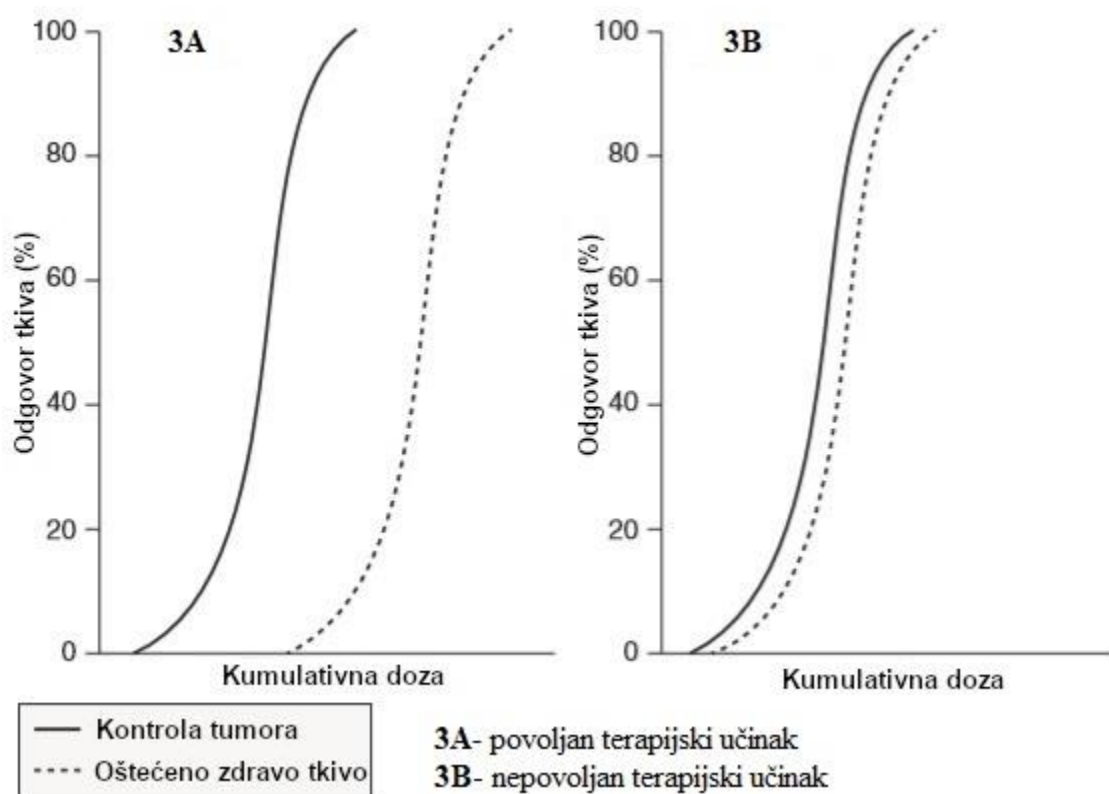 3A
100
80
60
40
20
0
Odgovor tkiva (%)
Kumulativna doza
3B
100
80
60
40
20
0
Odgovor tkiva (%)
Kumulativna doza
Kontrola tumora
Oštećeno zdravo tkivo
3A- povoljan terapijski učinak
3B- nepovoljan terapijski učinak